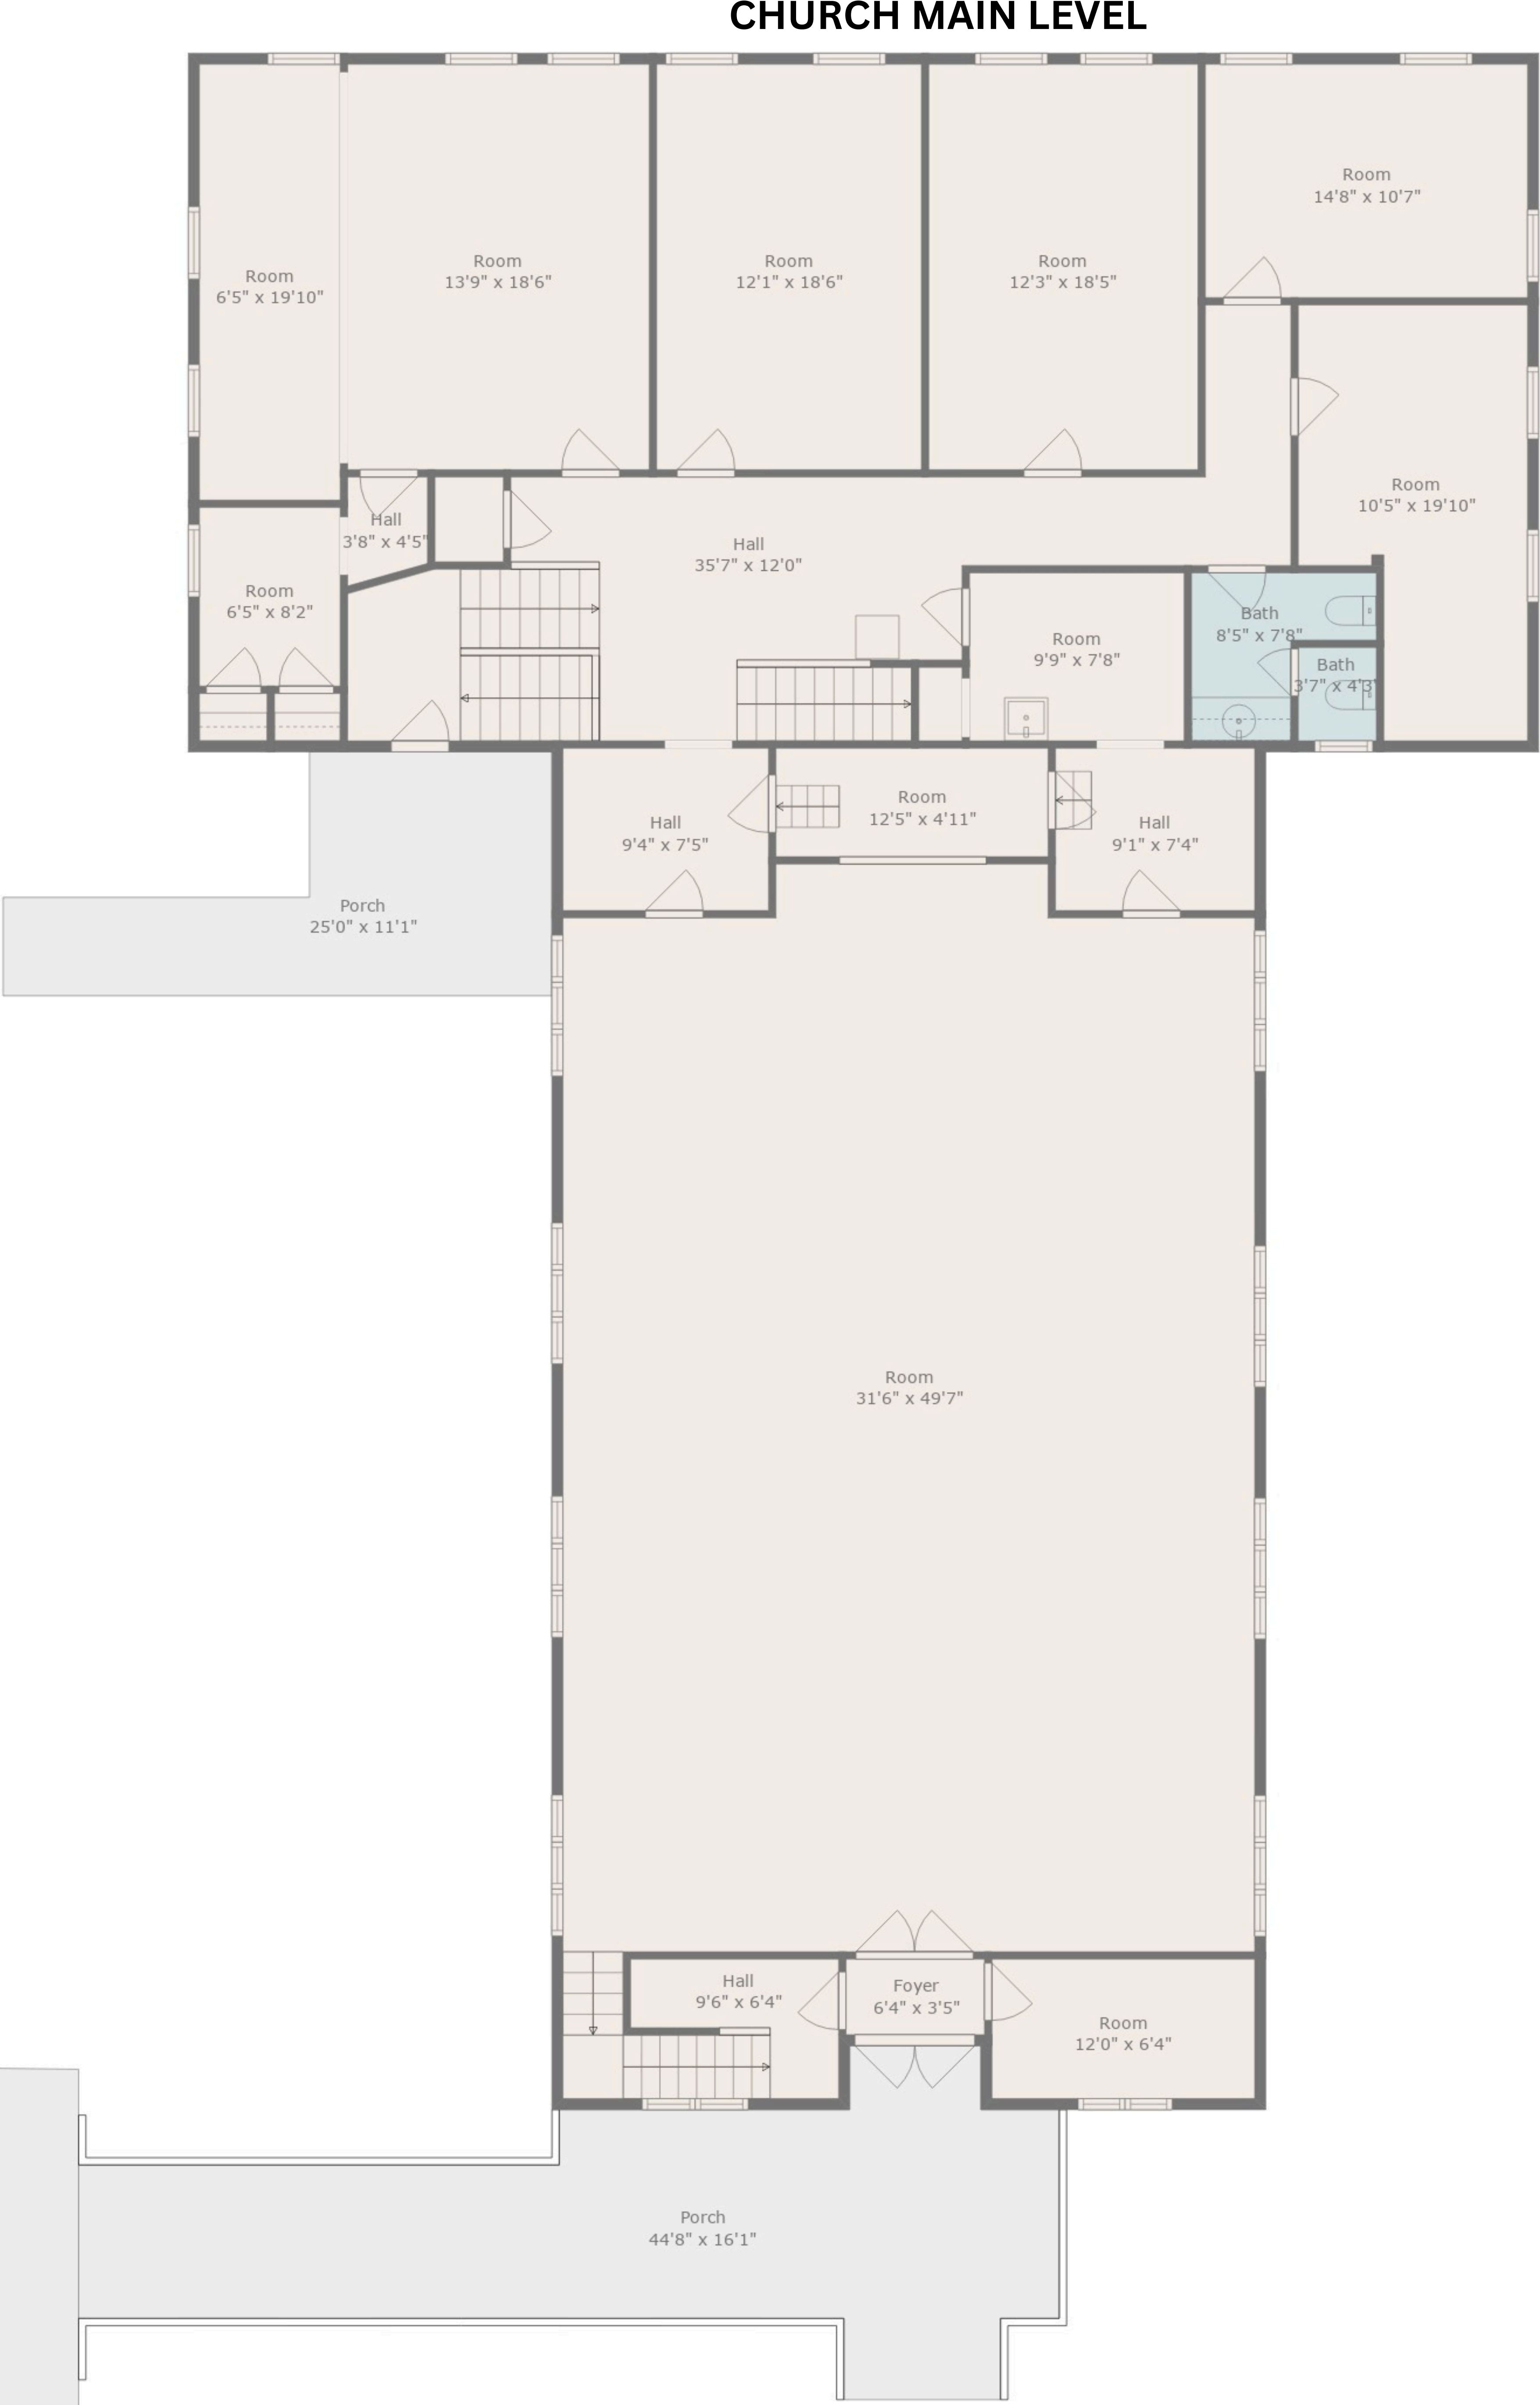 CHURCH MAIN LEVEL
Room
14'8" x 10'7"
Room
6'5" x 19'10"
Room
13'9" x 18'6"
Room
12'1" x 18'6"
Room
12'3" x 18'5"
Room
10'5" x 19'10"
Hall
3'8" x 4'5"
Hall
35'7" x 12'0"
Room
6'5" x 8'2"
Room
9'9" x 7'8"
Bath
8'5" x 7'8"
Bath
3'7" x 4'3"
Hall
9'4" x 7'5"
Room
12'5" x 4'11"
Hall
9'1" x 7'4"
Porch
25'0" x 11'1"
Room
31'6" x 49'7"
Hall
9'6" x 6'4"
Foyer
6'4" x 3'5"
Room
12'0" x 6'4"
Porch
44'8" x 16'1"